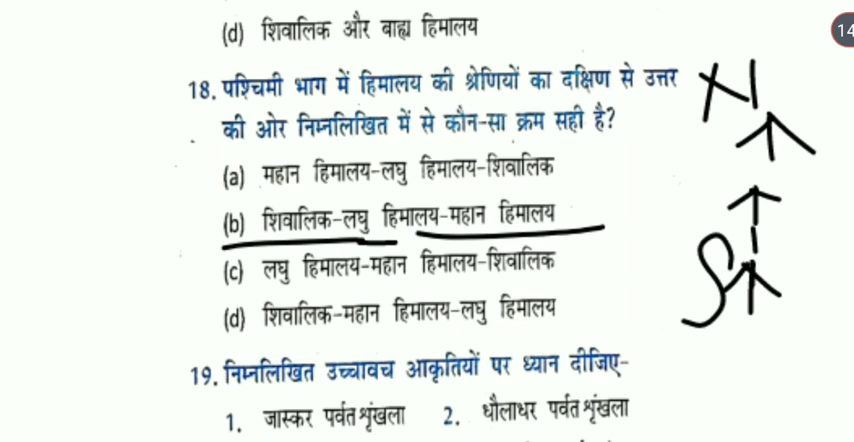 14
(d) शिवालिक और बाह्य हिमालय
18. पश्चिमी भाग में हिमालय की श्रेणियों का दक्षिण से उत्तर
की ओर निम्नलिखित में से कौन-सा क्रम सही है?
(a) महान हिमालय-लघु हिमालय-शिवालिक
(b) शिवालिक-लघु हिमालय-महान हिमालय
(c) लघु हिमालय-महान हिमालय-शिवालिक
(d) शिवालिक-महान हिमालय-लघु हिमालय
N
S
19. निम्नलिखित उच्चावच आकृतियों पर ध्यान दीजिए-
1. जास्कर पर्वत शृंखला 2. धौलाधर पर्वत शृंखला